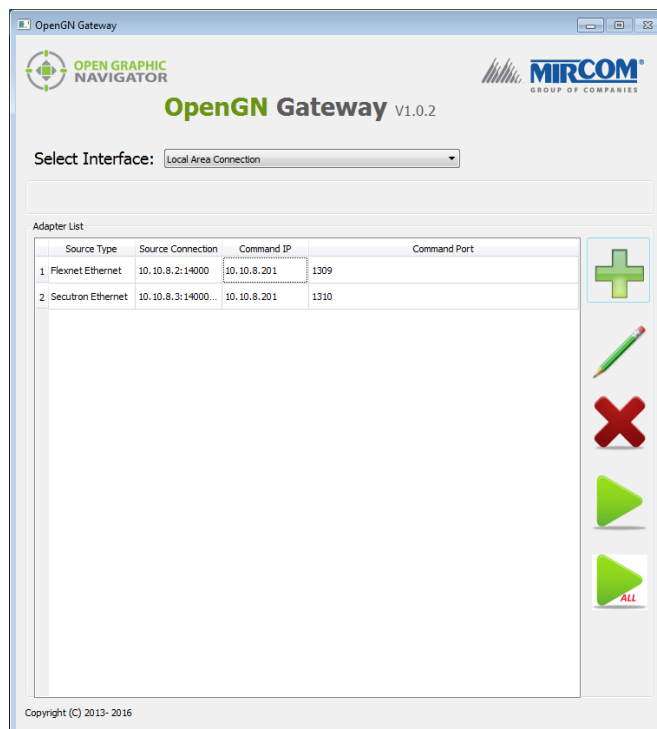 OpenGN Gateway
OPEN GRAPHIC
NAVIGATOR
MIRCOM®
GROUP OF COMPANIES
OpenGN Gateway V1.0.2
Select Interface: Local Area Connection
Adapter List
Source Type Source Connection Command IP Command Port
1 Flexnet Ethernet 10.10.8.2:14000 10.10.8.201 1309
2 Secutron Ethernet 10.10.8.3:14000... 10.10.8.201 1310
ALL
Copyright (C) 2013- 2016